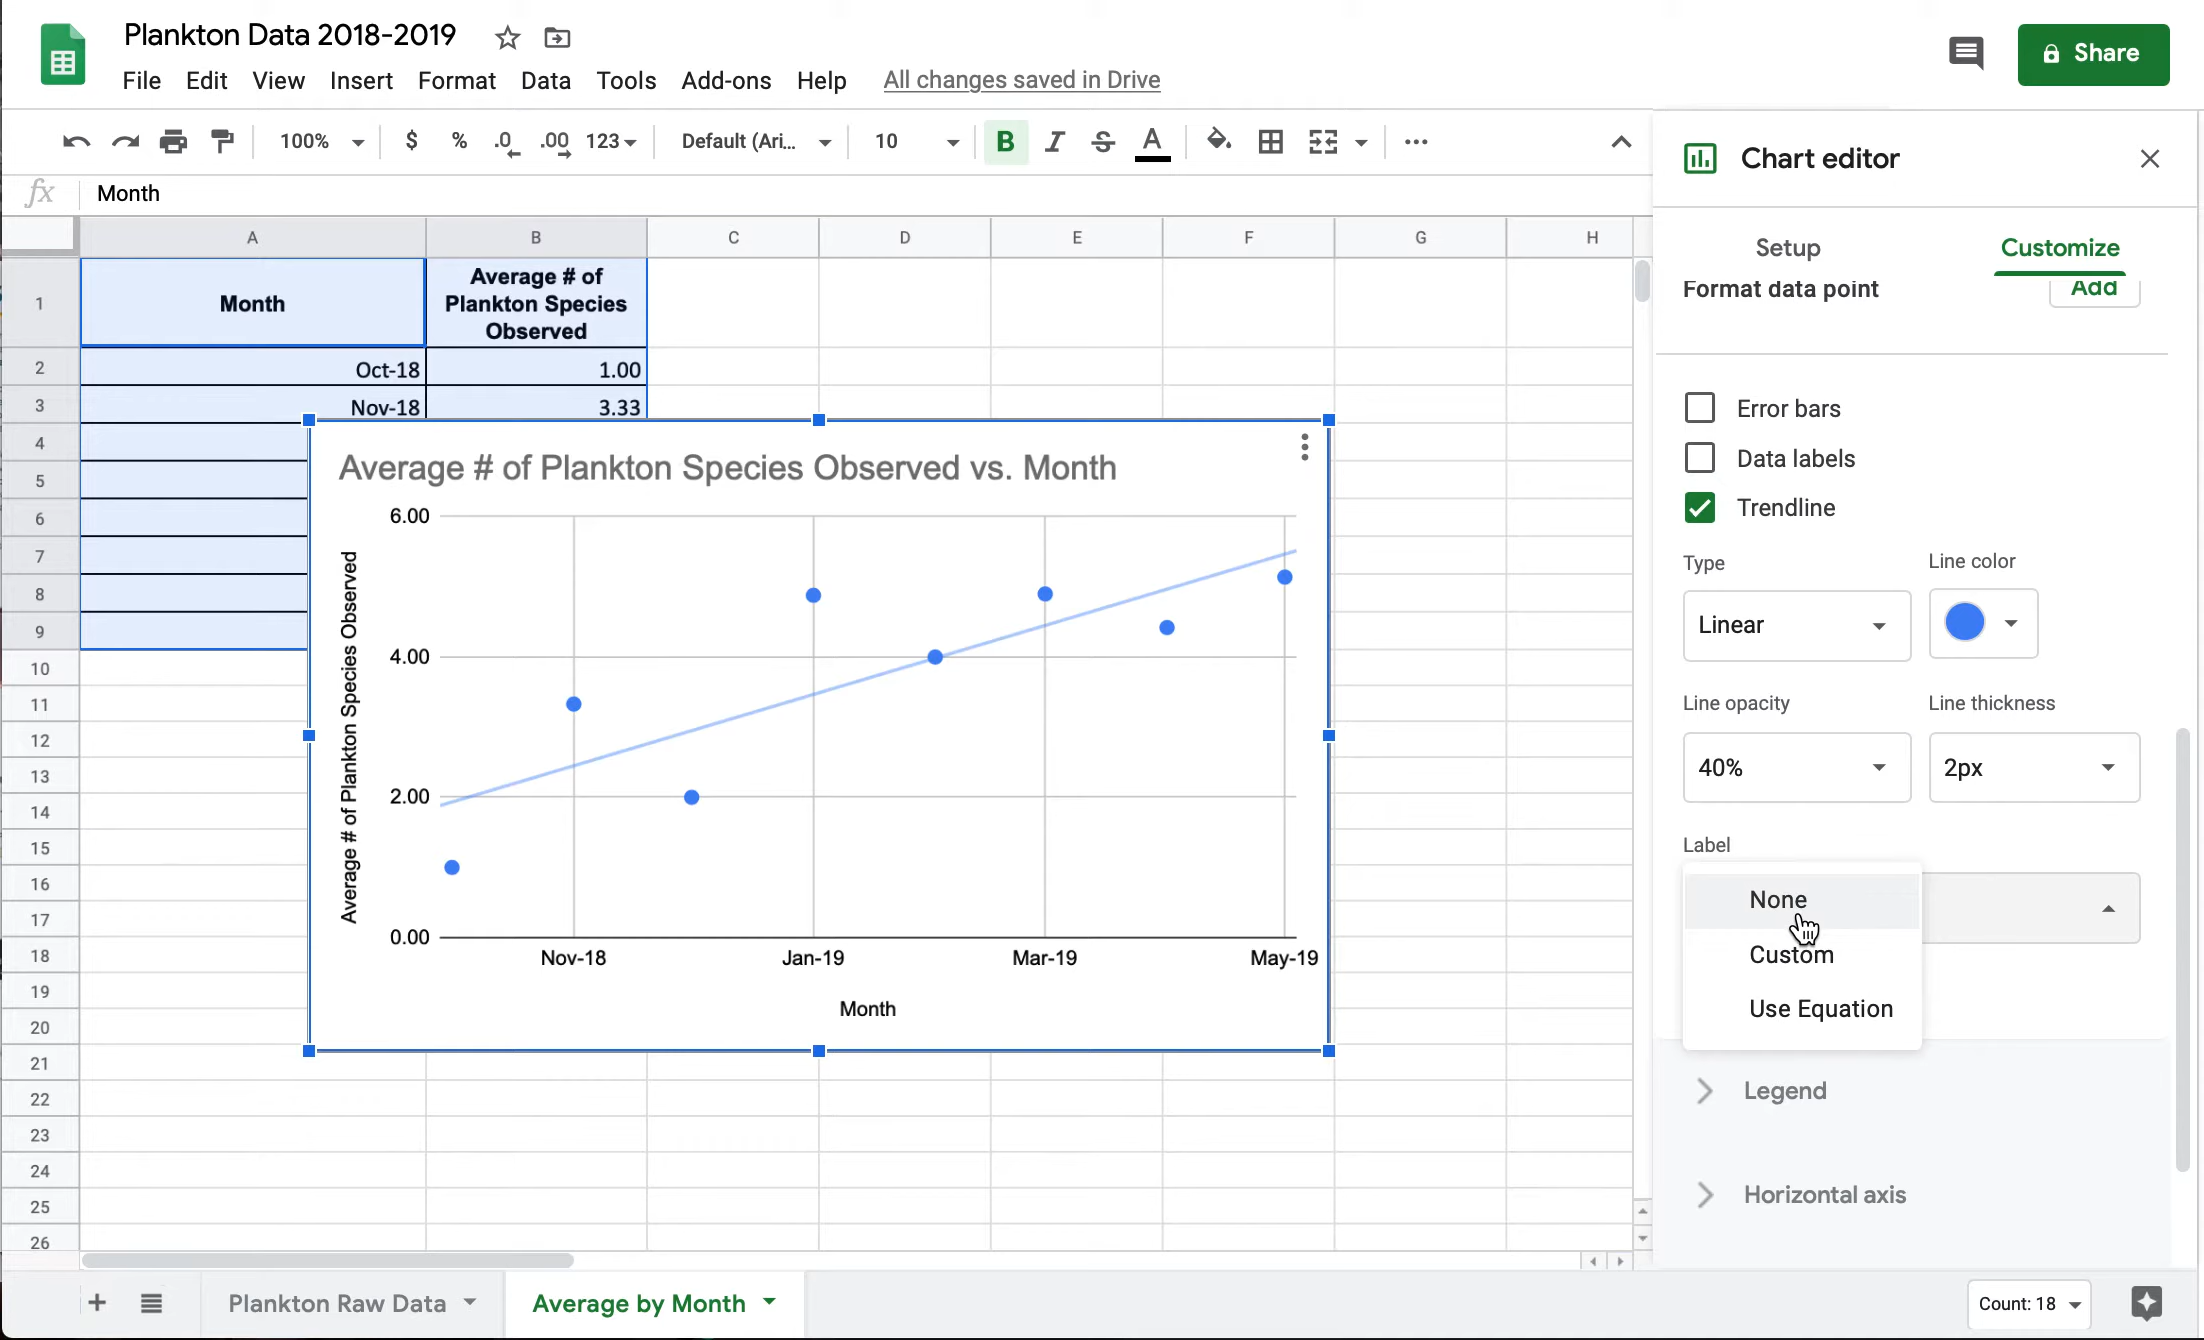 Plankton Data 2018-2019
File Edit View Insert Format Data Tools Add-ons Help All changes saved in Drive
Share
100% $ % .0 .00 123 Default (Ari... 10 B I S A
fx Month
A B C D E F G H
1 Month
Average # of
Plankton Species
Observed
2 Oct-18 1.00
3 Nov-18 3.33
4
5
6
7
8
9
10
11
12
13
14
15
16
17
18
19
20
21
22
23
24
25
26
Average # of Plankton Species Observed vs. Month
Average # of Plankton Species Observed
6.00
4.00
2.00
0.00
Nov-18 Jan-19 Mar-19 May-19
Month
Chart editor
Setup Customize
Format data point Add
Error bars
Data labels
Trendline
Type Line color
Linear
Line opacity Line thickness
40% 2px
Label
None
Custom
Use Equation
Legend
Horizontal axis
Plankton Raw Data Average by Month Count: 18